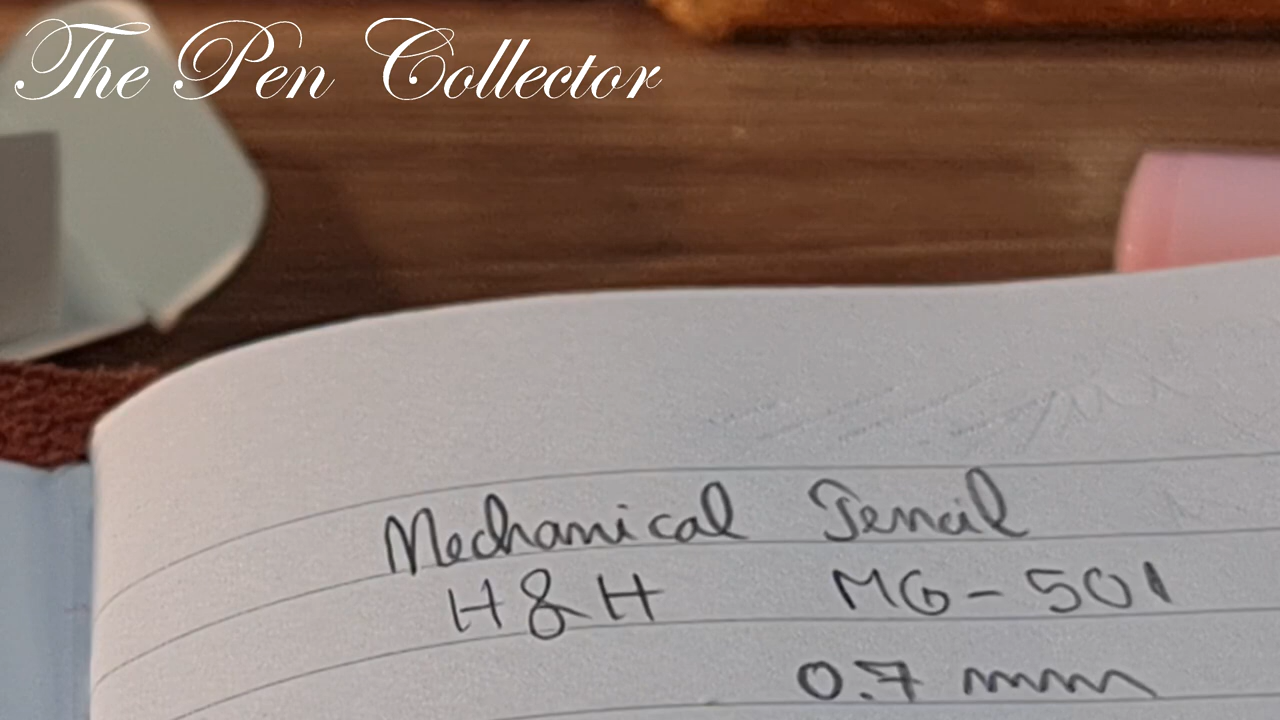 The Pen Collector
Mechanical Pencil
H & H MG-501
0.7 mm